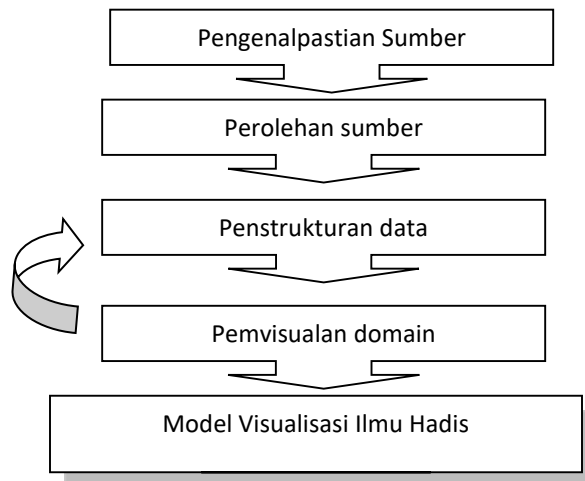 Pengenalpastian Sumber
Perolehan sumber
Penstrukturan data
Pemvisualan domain
Model Visualisasi Ilmu Hadis